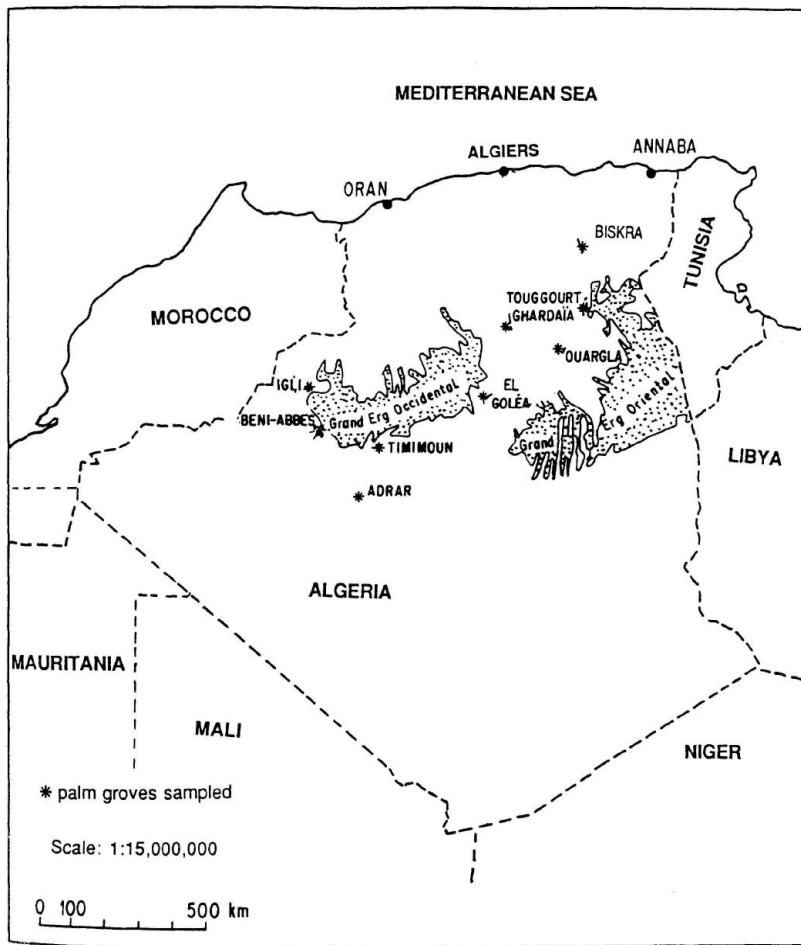 MEDITERRANEAN SEA
ALGIERS
ANNABA
ORAN
BISKRA
TUNISIA
TOUGGOURT
GHARDAÏA
MOROCCO
OUARGLA
IGLI
EL
GOLÉA
Grand Erg Occidental
Grand Erg Oriental
BENI-ABBES
TIMIMOUN
LIBYA
ADRAR
ALGERIA
MAURITANIA
MALI
NIGER
* palm groves sampled
Scale: 1:15,000,000
0 100 500 km